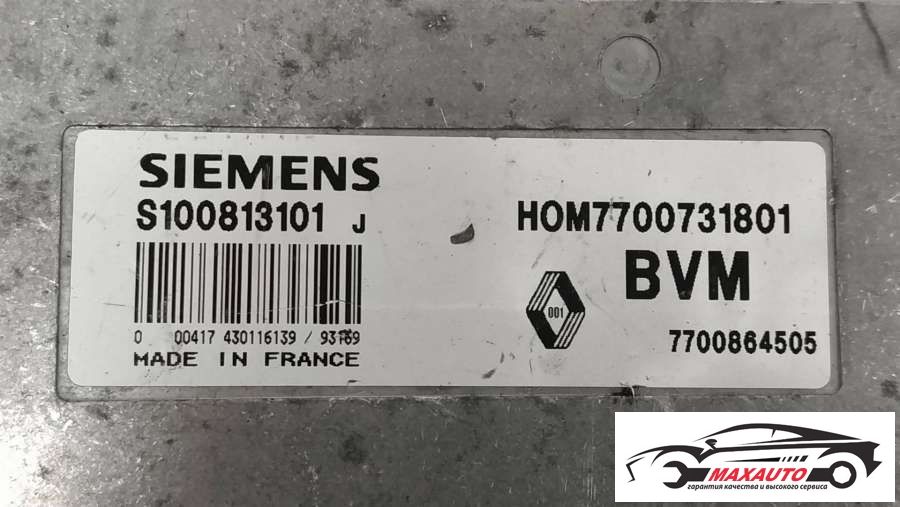 SIEMENS
S100813101 J
0 00417 430116139 / 93169
MADE IN FRANCE
HOM7700731801
BVM
001
7700864505
MAXAUTO
гарантия качества и высокого сервиса